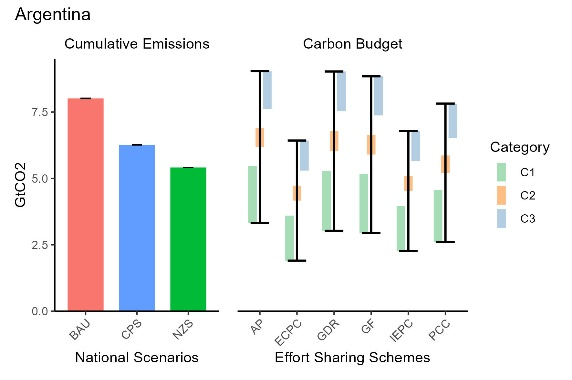 Argentina
Cumulative Emissions
Carbon Budget
GtCO2
7.5
5.0
2.5
0.0
BAU
CPS
NZS
AP
ECPC
GDR
GF
IEPC
PCC
National Scenarios
Effort Sharing Schemes
Category
C1
C2
C3